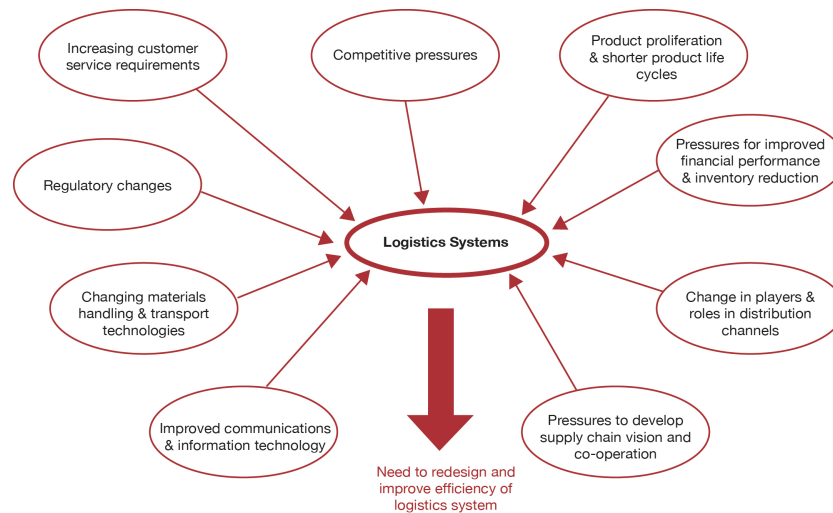 Increasing customer
service requirements
Competitive pressures
Product proliferation
& shorter product life
cycles
Regulatory changes
Pressures for improved
financial performance
& inventory reduction
Logistics Systems
Changing materials
handling & transport
technologies
Change in players &
roles in distribution
channels
Improved communications
& information technology
Pressures to develop
supply chain vision and
co-operation
Need to redesign and
improve efficiency of
logistics system